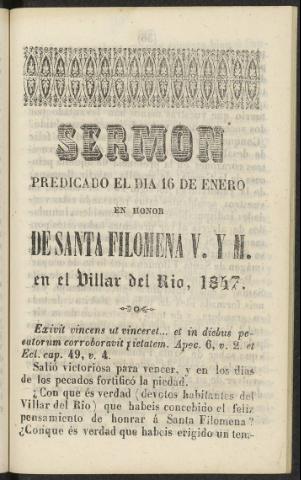 SERMON
PREDICADO EL DIA 16 DE ENERO
EN HONOR
DE SANTA FILOMENA V. Y M.
en el Villar del Rio, 1847.
Exivit vincens ut vinceret... et in diebus pe-
catorum corroboravit pietatem. Apoc. 6, v. 2. et
Ecl. cap. 49, v. 4.
Salió victoriosa para vencer, y en los dias
de los pecados fortificó la piedad.
¿Con que és verdad (devotos habitantes del
Villar del Rio) que habeis concebido el feliz
pensamiento de honrar á Santa Filomena?
¿Conque és verdad que habeis erigido un tem-